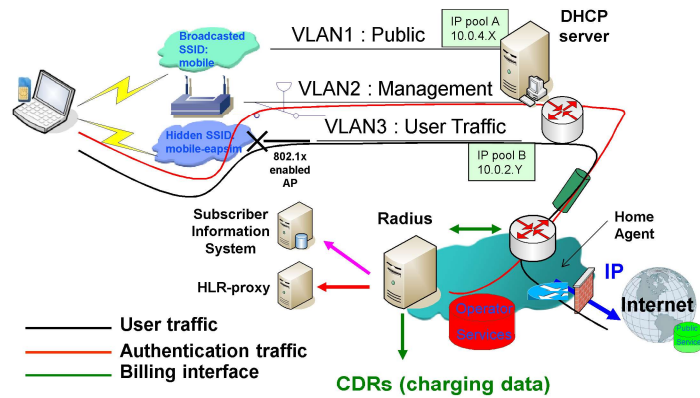 Broadcasted
SSID:
mobile
VLAN1 : Public
IP pool A
10.0.4.X
DHCP
server
VLAN2 : Management
Hidden SSID:
mobile-eapsim
VLAN3 : User Traffic
802.1x
enabled
AP
IP pool B
10.0.2.Y
Subscriber
Information
System
Radius
Home
Agent
HLR-proxy
IP
Internet
Operator
Services
Public
Service
User traffic
Authentication traffic
Billing interface
CDRs (charging data)